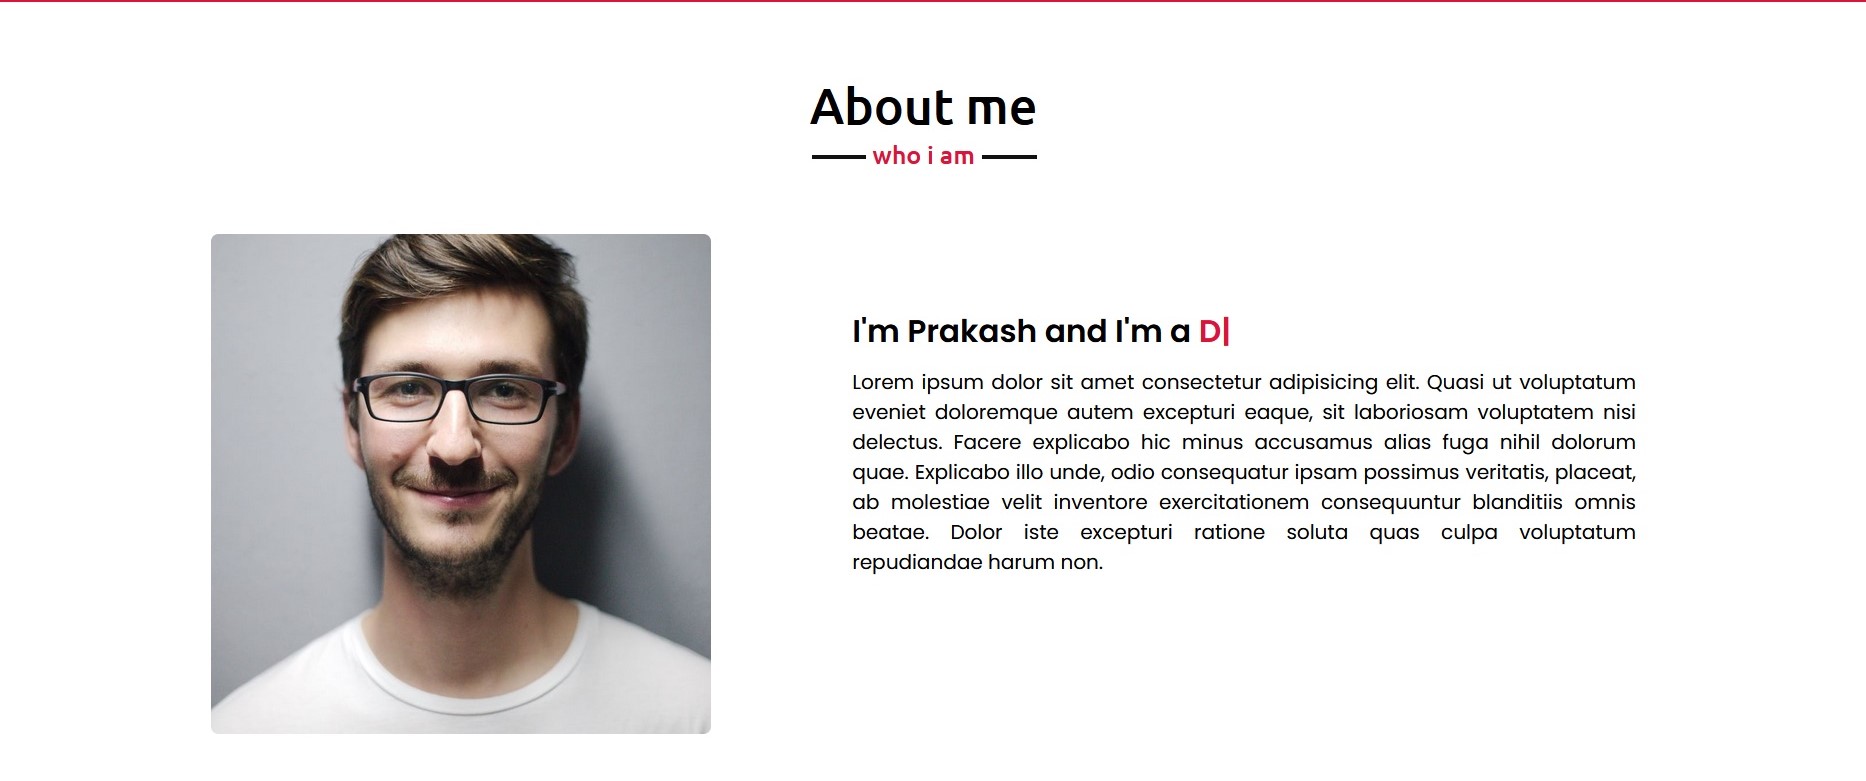 About me
who i am
I'm Prakash and I'm a D|
Lorem ipsum dolor sit amet consectetur adipisicing elit. Quasi ut voluptatum
eveniet doloremque autem excepturi eaque, sit laboriosam voluptatem nisi
delectus. Facere explicabo hic minus accusamus alias fuga nihil dolorum
quae. Explicabo illo unde, odio consequatur ipsam possimus veritatis, placeat,
ab molestiae velit inventore exercitationem consequuntur blanditiis omnis
beatae. Dolor iste excepturi ratione soluta quas culpa voluptatum
repudiandae harum non.